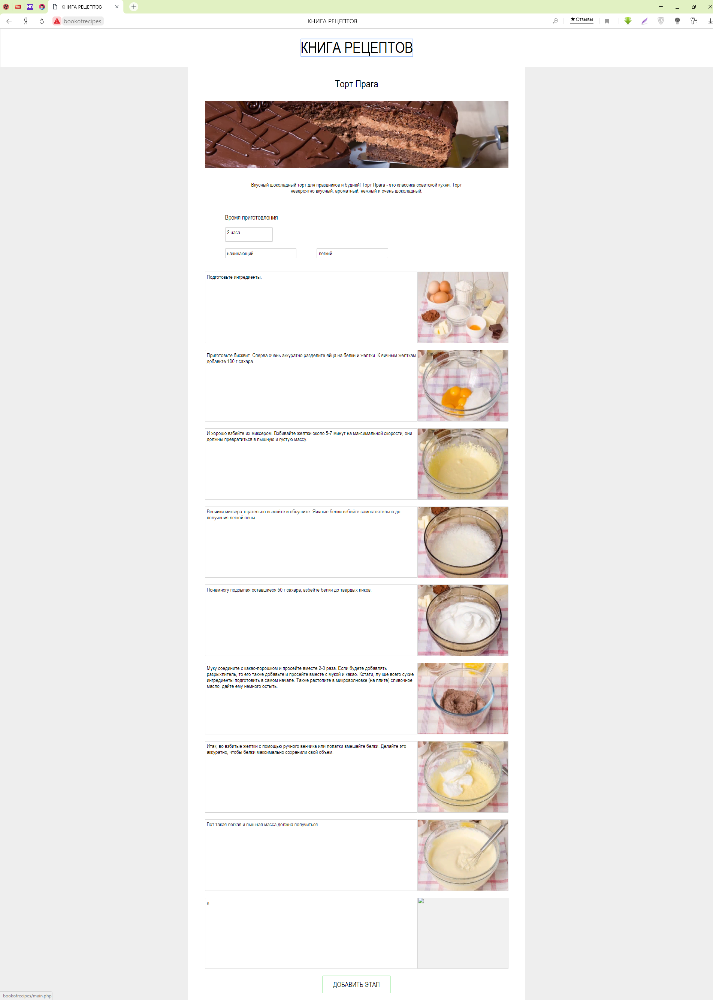 HD
HD
КНИГА РЕЦЕПТОВ
Я
bookofrecipes
КНИГА РЕЦЕПТОВ
★ Отзывы
КНИГА РЕЦЕПТОВ
Торт Прага
Вкусный шоколадный торт для праздников и будней! Торт Прага - это классика советской кухни. Торт
невероятно вкусный, ароматный, нежный и очень шоколадный.
Время приготовления
2 часа
начинающий
легкий
Подготовьте ингредиенты.
Приготовьте бисквит. Сперва очень аккуратно разделите яйца на белки и желтки. К яичным желткам
добавьте 100 г сахара.
И хорошо взбейте их миксером. Взбивайте желтки около 5-7 минут на максимальной скорости, они
должны превратиться в пышную и густую массу.
Венчики миксера тщательно вымойте и обсушите. Яичные белки взбейте самостоятельно до
получения легкой пены.
Понемногу подсыпая оставшиеся 50 г сахара, взбейте белки до твердых пиков.
Муку соедините с какао-порошком и просейте вместе 2-3 раза. Если будете добавлять
разрыхлитель, то его также добавьте и просейте вместе с мукой и какао. Кстати, лучше всего сухие
ингредиенты подготовить в самом начале. Также растопите в микроволновке (на плите) сливочное
масло, дайте ему немного остыть.
Итак, во взбитые желтки с помощью ручного венчика или лопатки вмешайте белки. Делайте это
аккуратно, чтобы белки максимально сохранили свой объем.
Вот такая легкая и пышная масса должна получиться.
а
ДОБАВИТЬ ЭТАП
bookofrecipes/main.php